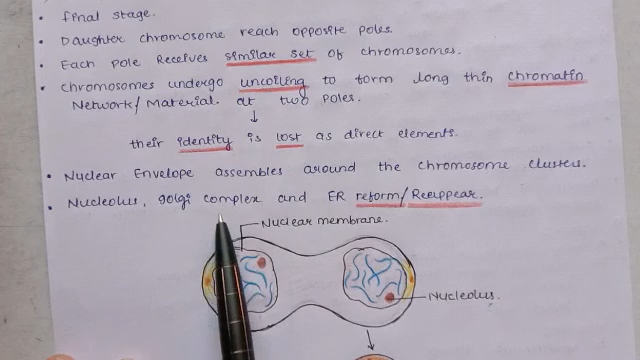 • final stage.
• Daughter chromosome reach opposite poles.
• Each pole Receives similar set of chromosomes.
• Chromosomes undergo uncoiling to form long thin chromatin
Network/Material. at two poles.
↓
their identity is lost as direct elements.
• Nuclear Envelope assembles around the chromosome clusters.
• Nucleolus, golgi complex and ER reform/Reappear.
Nuclear membrane.
Nucleolus.